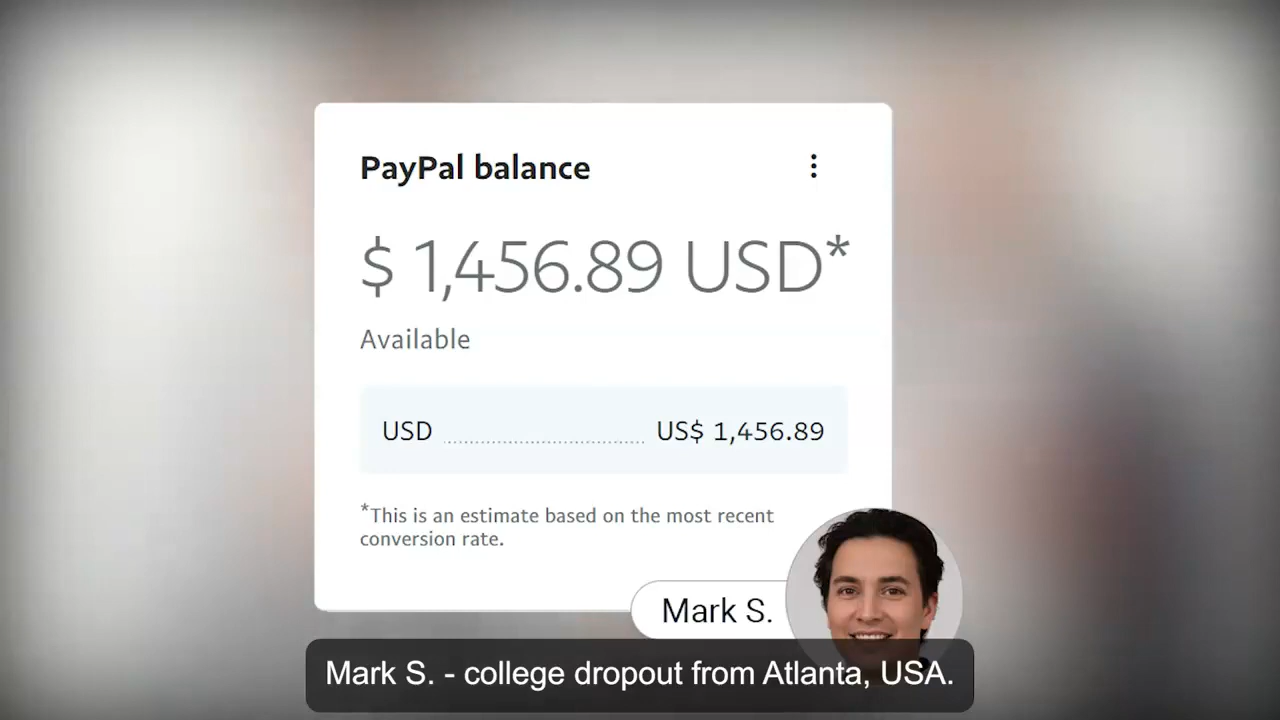 PayPal balance
$ 1,456.89 USD*
Available
USD US$ 1,456.89
*This is an estimate based on the most recent
conversion rate.
Mark S.
Mark S. - college dropout from Atlanta, USA.